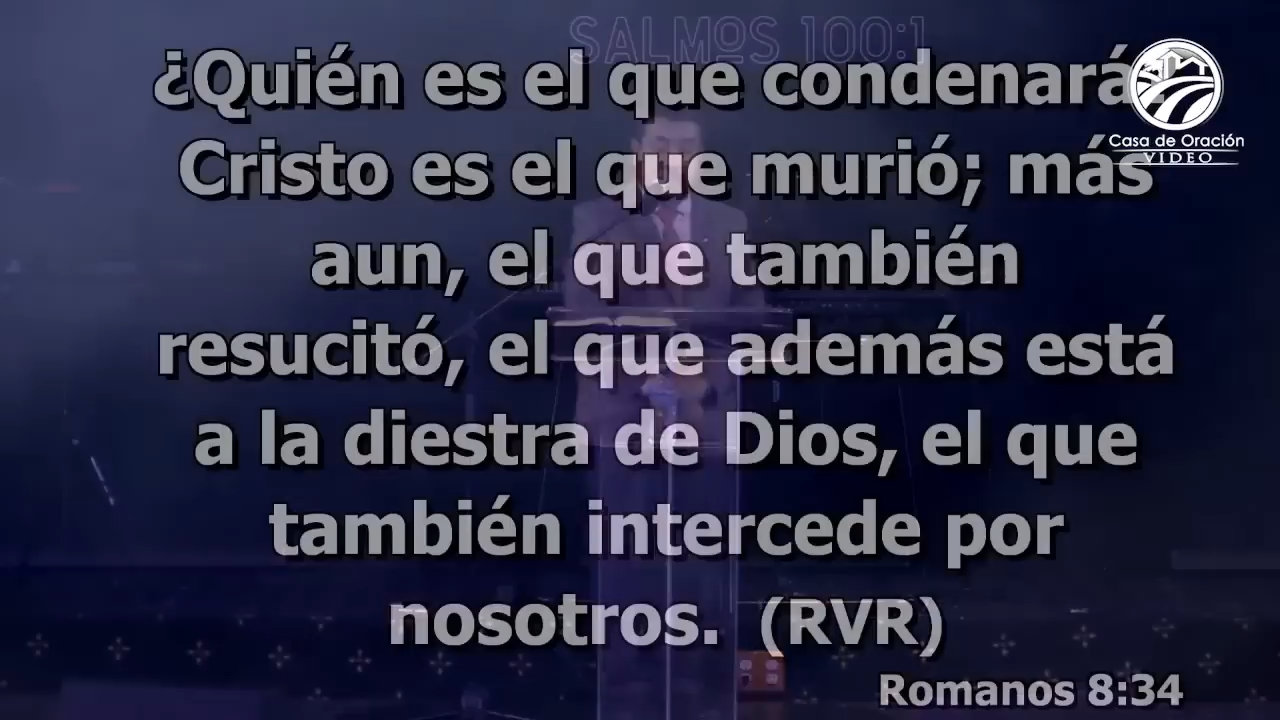 SALMOS 100:1
¿Quién es el que condenará?
Cristo es el que murió; más
aun, el que también
resucitó, el que además está
a la diestra de Dios, el que
también intercede por
nosotros. (RVR)
Romanos 8:34
Casa de Oración
VIDEO